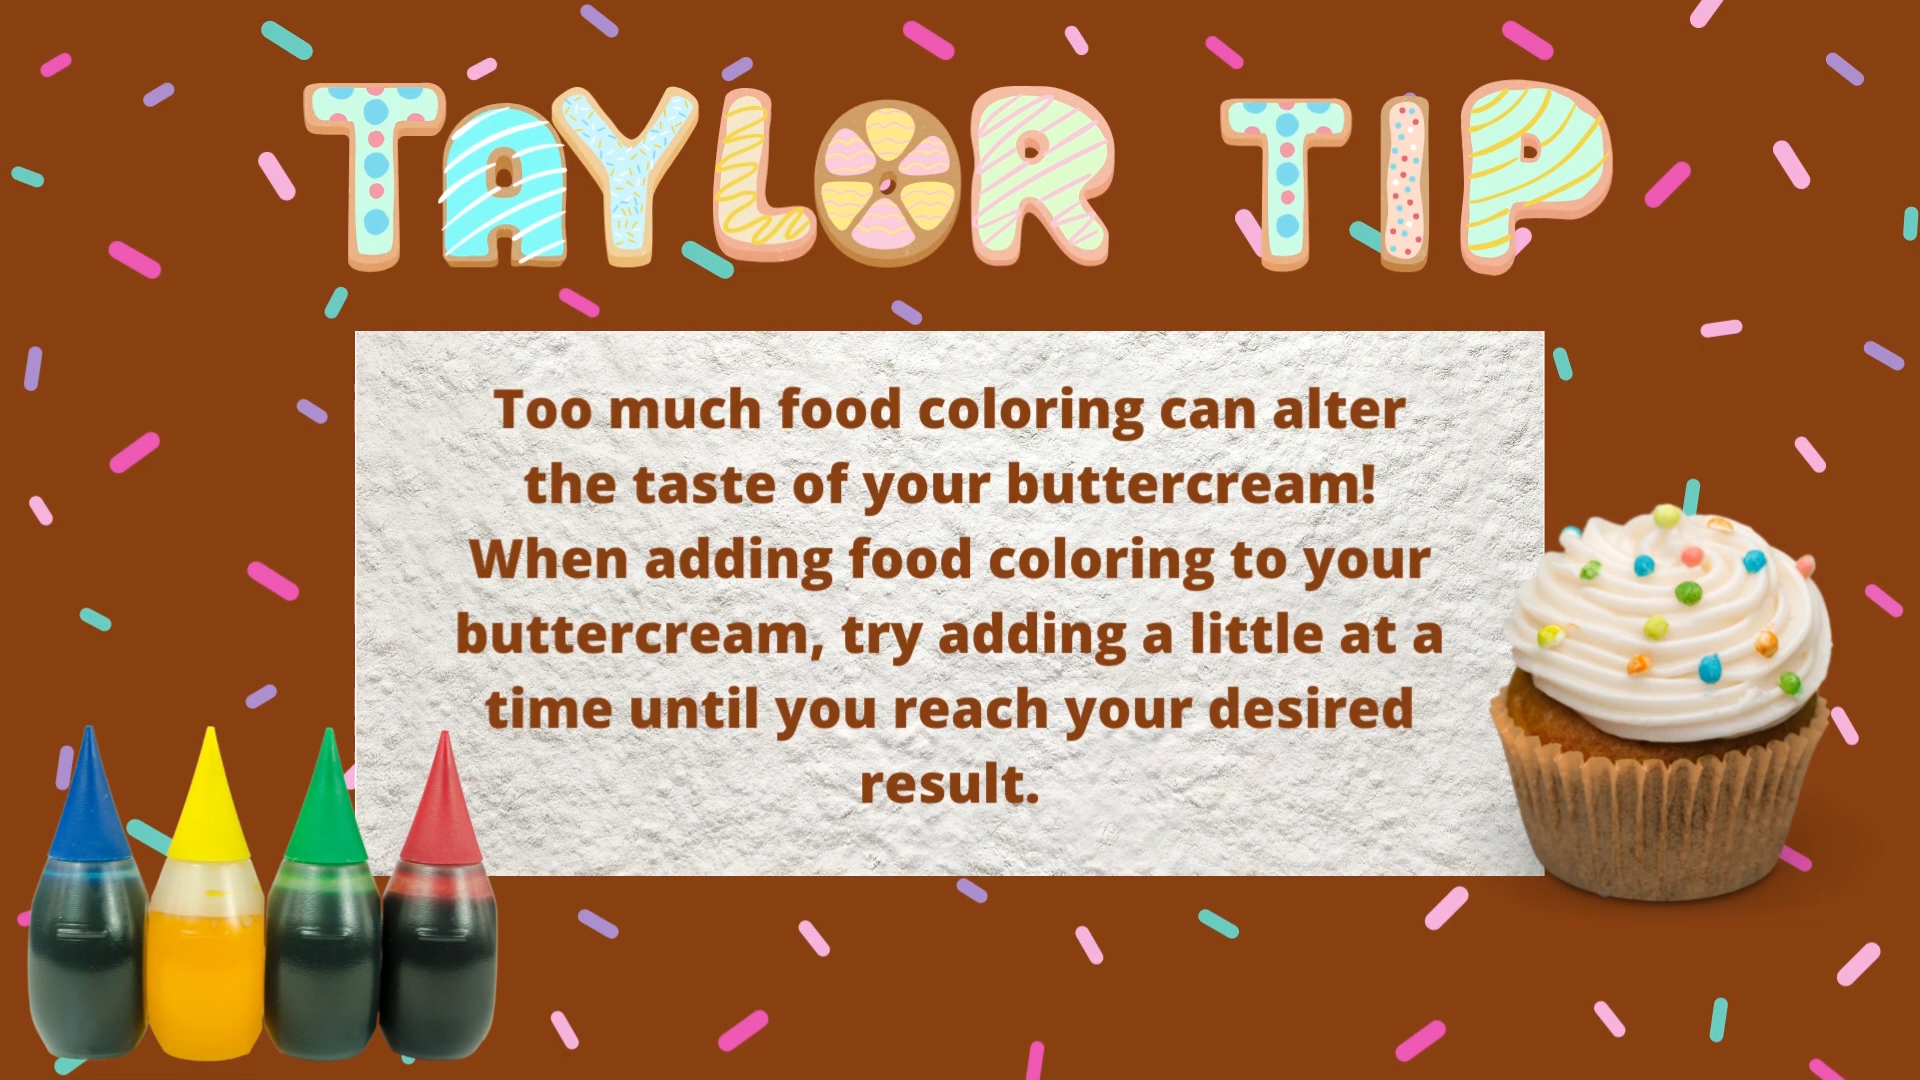 TAYLOR TIP
Too much food coloring can alter
the taste of your buttercream!
When adding food coloring to your
buttercream, try adding a little at a
time until you reach your desired
result.